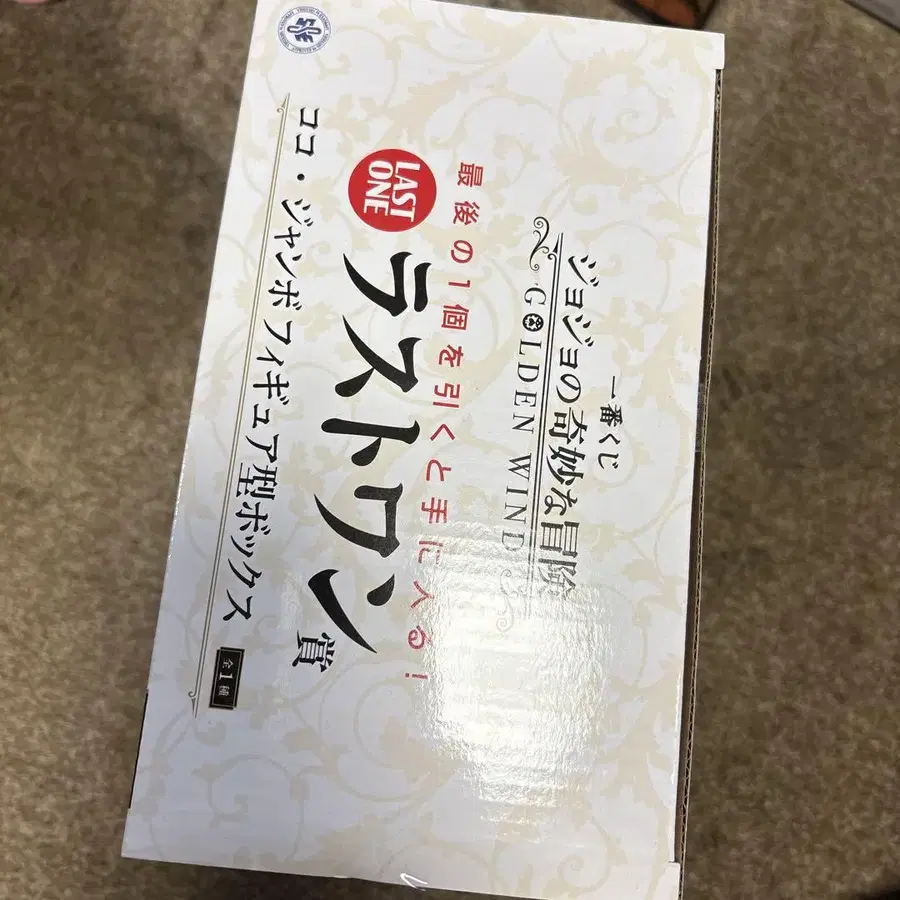 一番くじ
ジョジョの奇妙な冒険
GOLDEN WIND
最後の1個を引くと手に入る!
LAST
ONE
ラストワン賞
ココ・ジャンボ フィギュア型ボックス
全1種